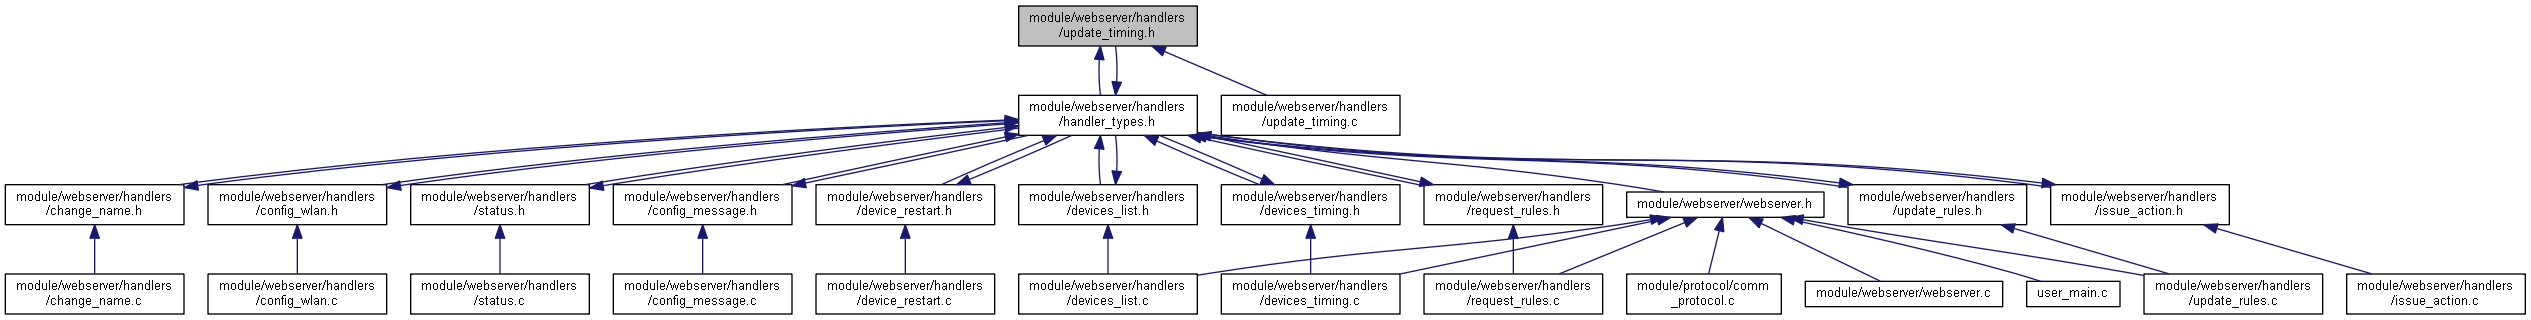 module/webserver/handlers
/update_timing.h
module/webserver/handlers
/handler_types.h
module/webserver/handlers
/update_timing.c
module/webserver/handlers
/change_name.h
module/webserver/handlers
/config_wlan.h
module/webserver/handlers
/status.h
module/webserver/handlers
/config_message.h
module/webserver/handlers
/device_restart.h
module/webserver/handlers
/devices_list.h
module/webserver/handlers
/devices_timing.h
module/webserver/handlers
/request_rules.h
module/webserver/webserver.h
module/webserver/handlers
/update_rules.h
module/webserver/handlers
/issue_action.h
module/webserver/handlers
/change_name.c
module/webserver/handlers
/config_wlan.c
module/webserver/handlers
/status.c
module/webserver/handlers
/config_message.c
module/webserver/handlers
/device_restart.c
module/webserver/handlers
/devices_list.c
module/webserver/handlers
/devices_timing.c
module/webserver/handlers
/request_rules.c
module/protocol/comm
_protocol.c
module/webserver/webserver.c
user_main.c
module/webserver/handlers
/update_rules.c
module/webserver/handlers
/issue_action.c